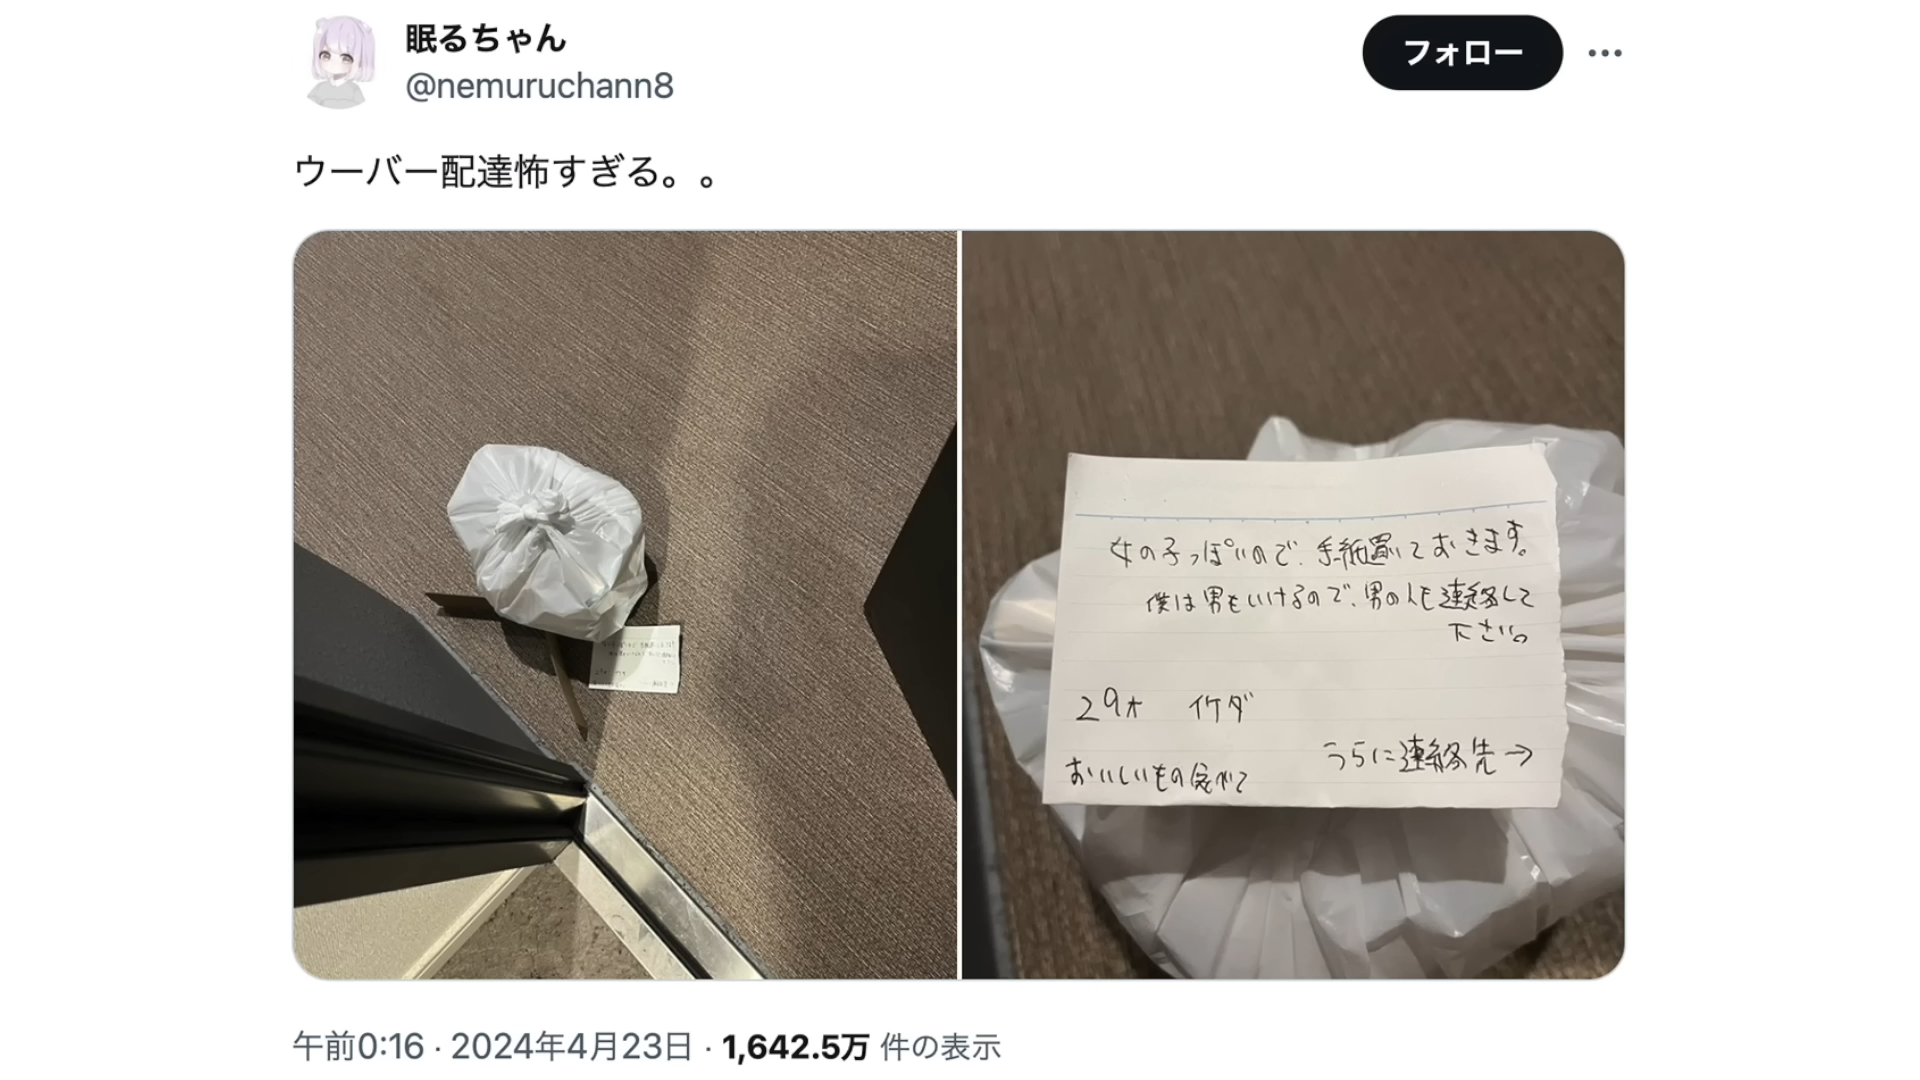 眠るちゃん
@nemuruchann8
フォロー
ウーバー配達怖すぎる。。
女の子っぽいので、手紙置いておきます。
僕は男もいけるので、男の人も連絡して
下さい。
29才 イケダ
うらに連絡先→
おいしいもの食べて
午前0:16 · 2024年4月23日 · 1,642.5万 件の表示